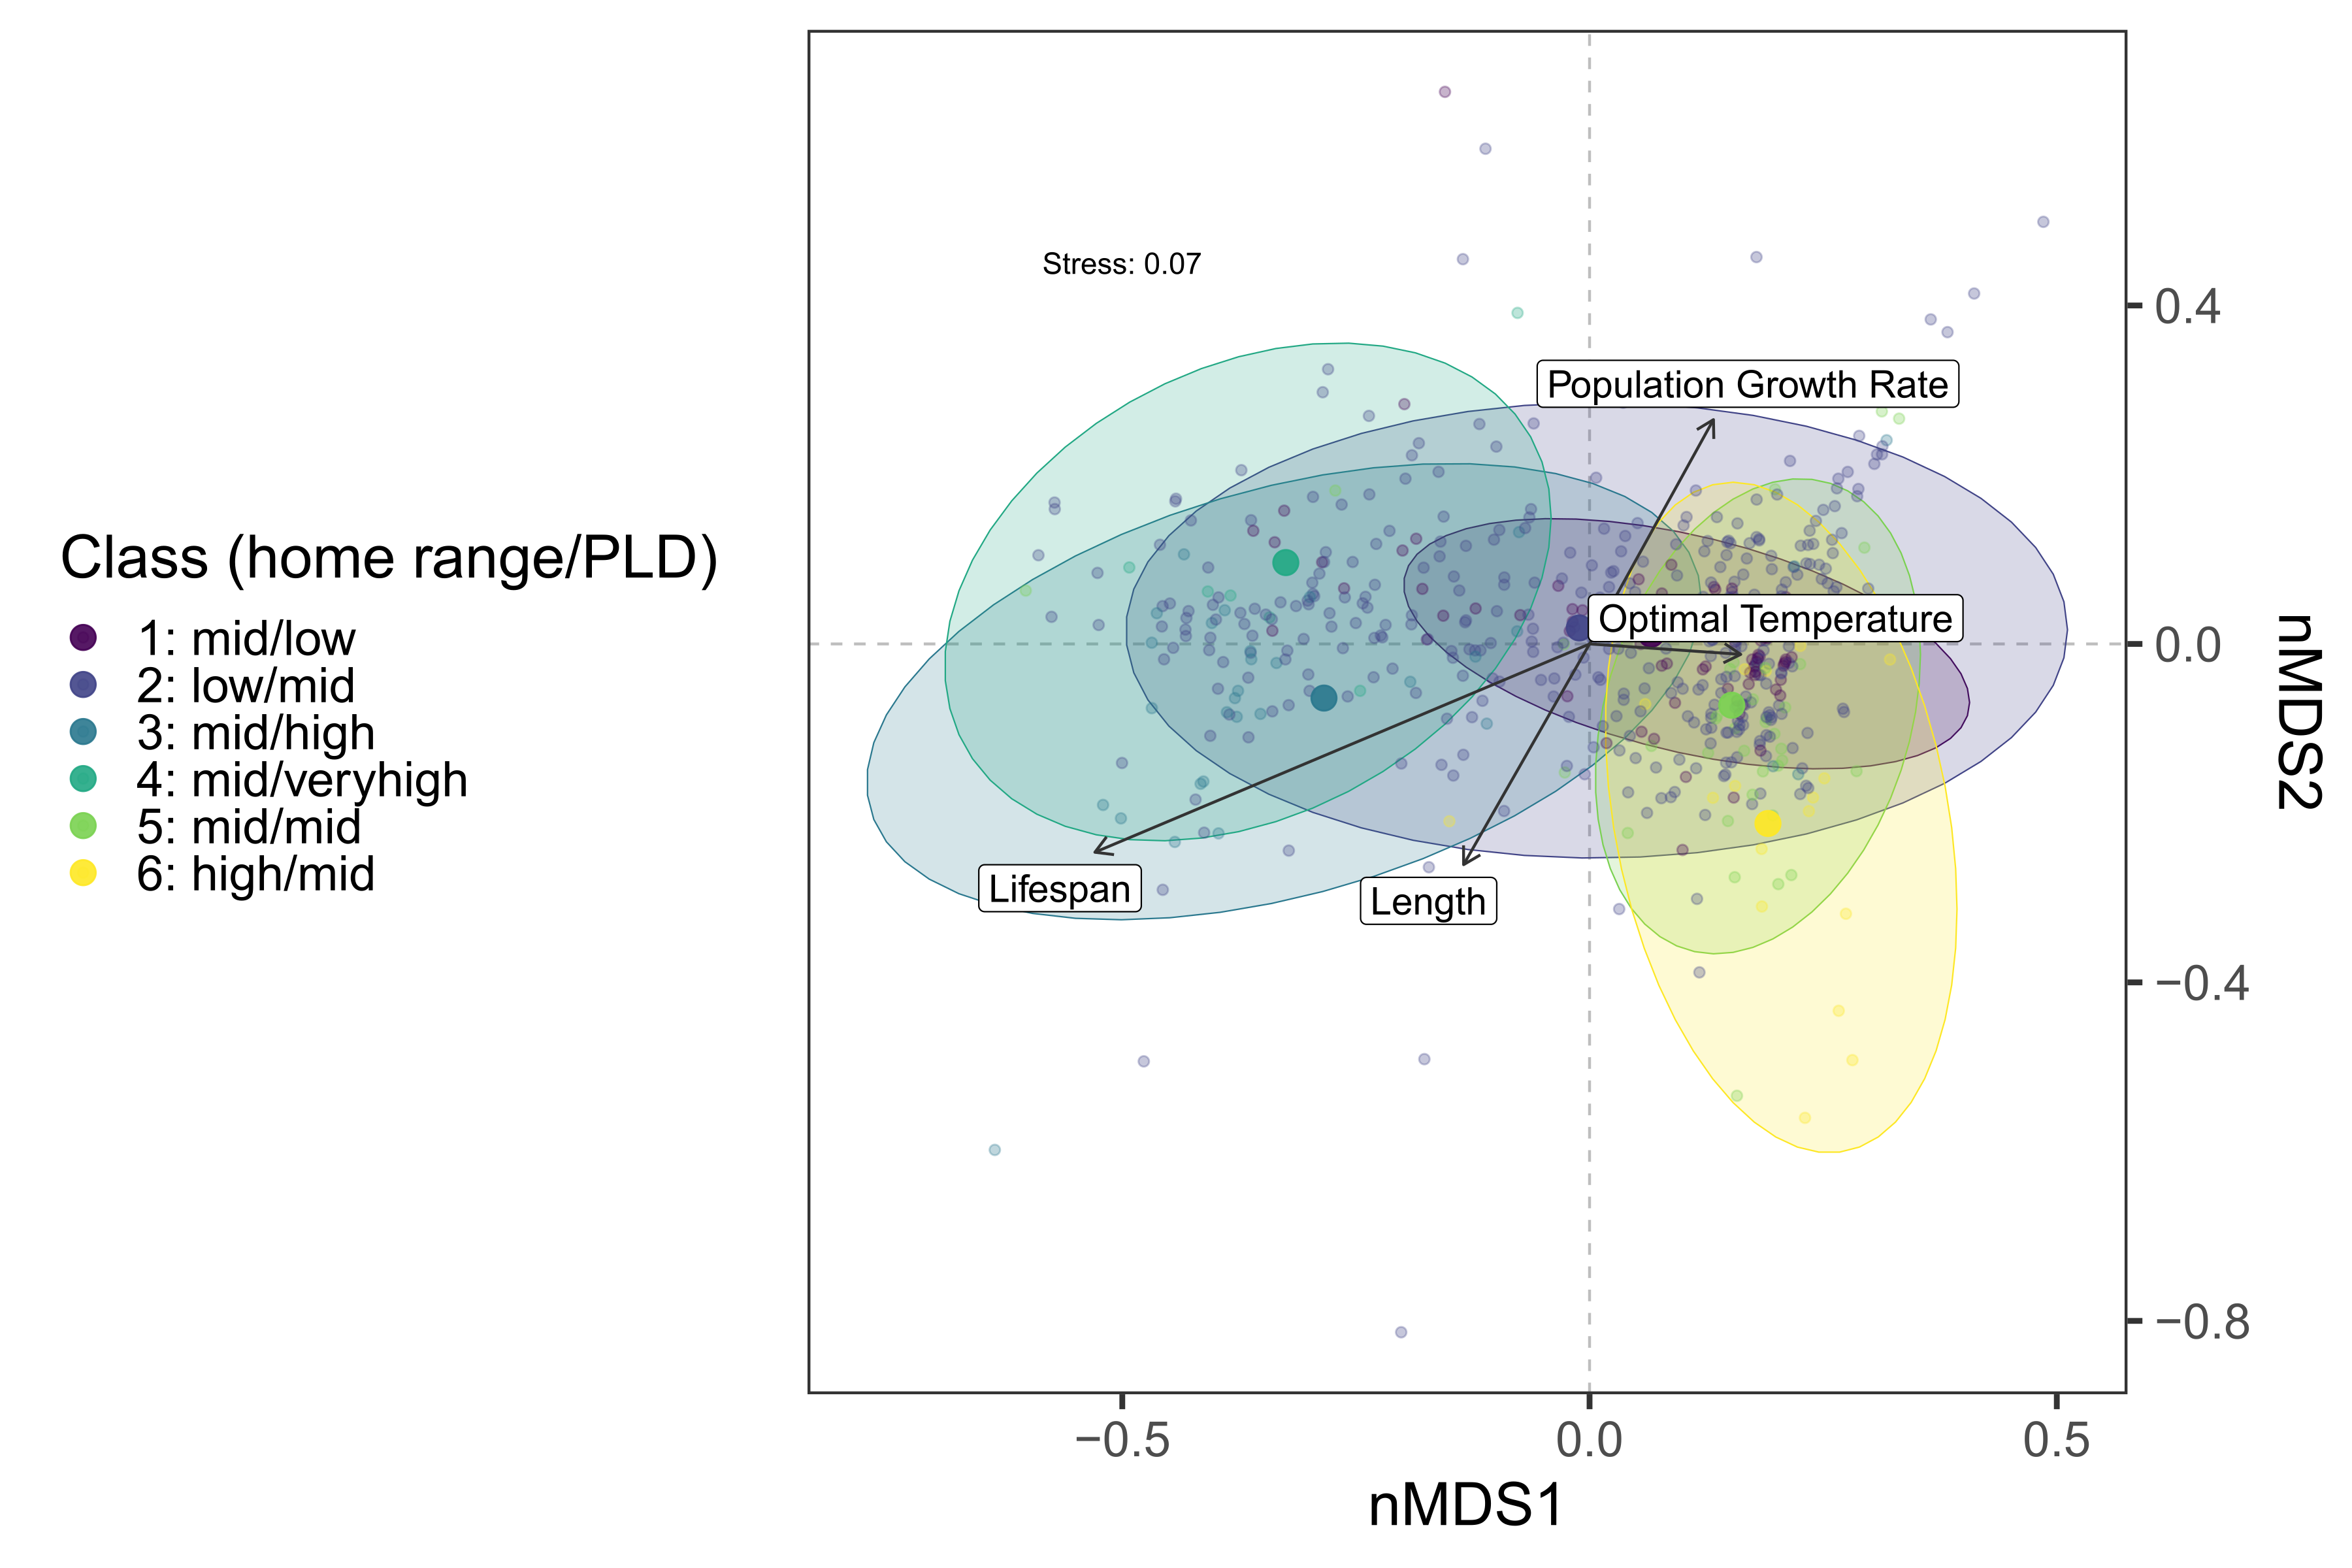 Class (home range/PLD)
1: mid/low
2: low/mid
3: mid/high
4: mid/veryhigh
5: mid/mid
6: high/mid
Stress: 0.07
Population Growth Rate
Optimal Temperature
Lifespan
Length
0.4
0.0
−0.4
−0.8
nMDS2
−0.5
0.0
0.5
nMDS1